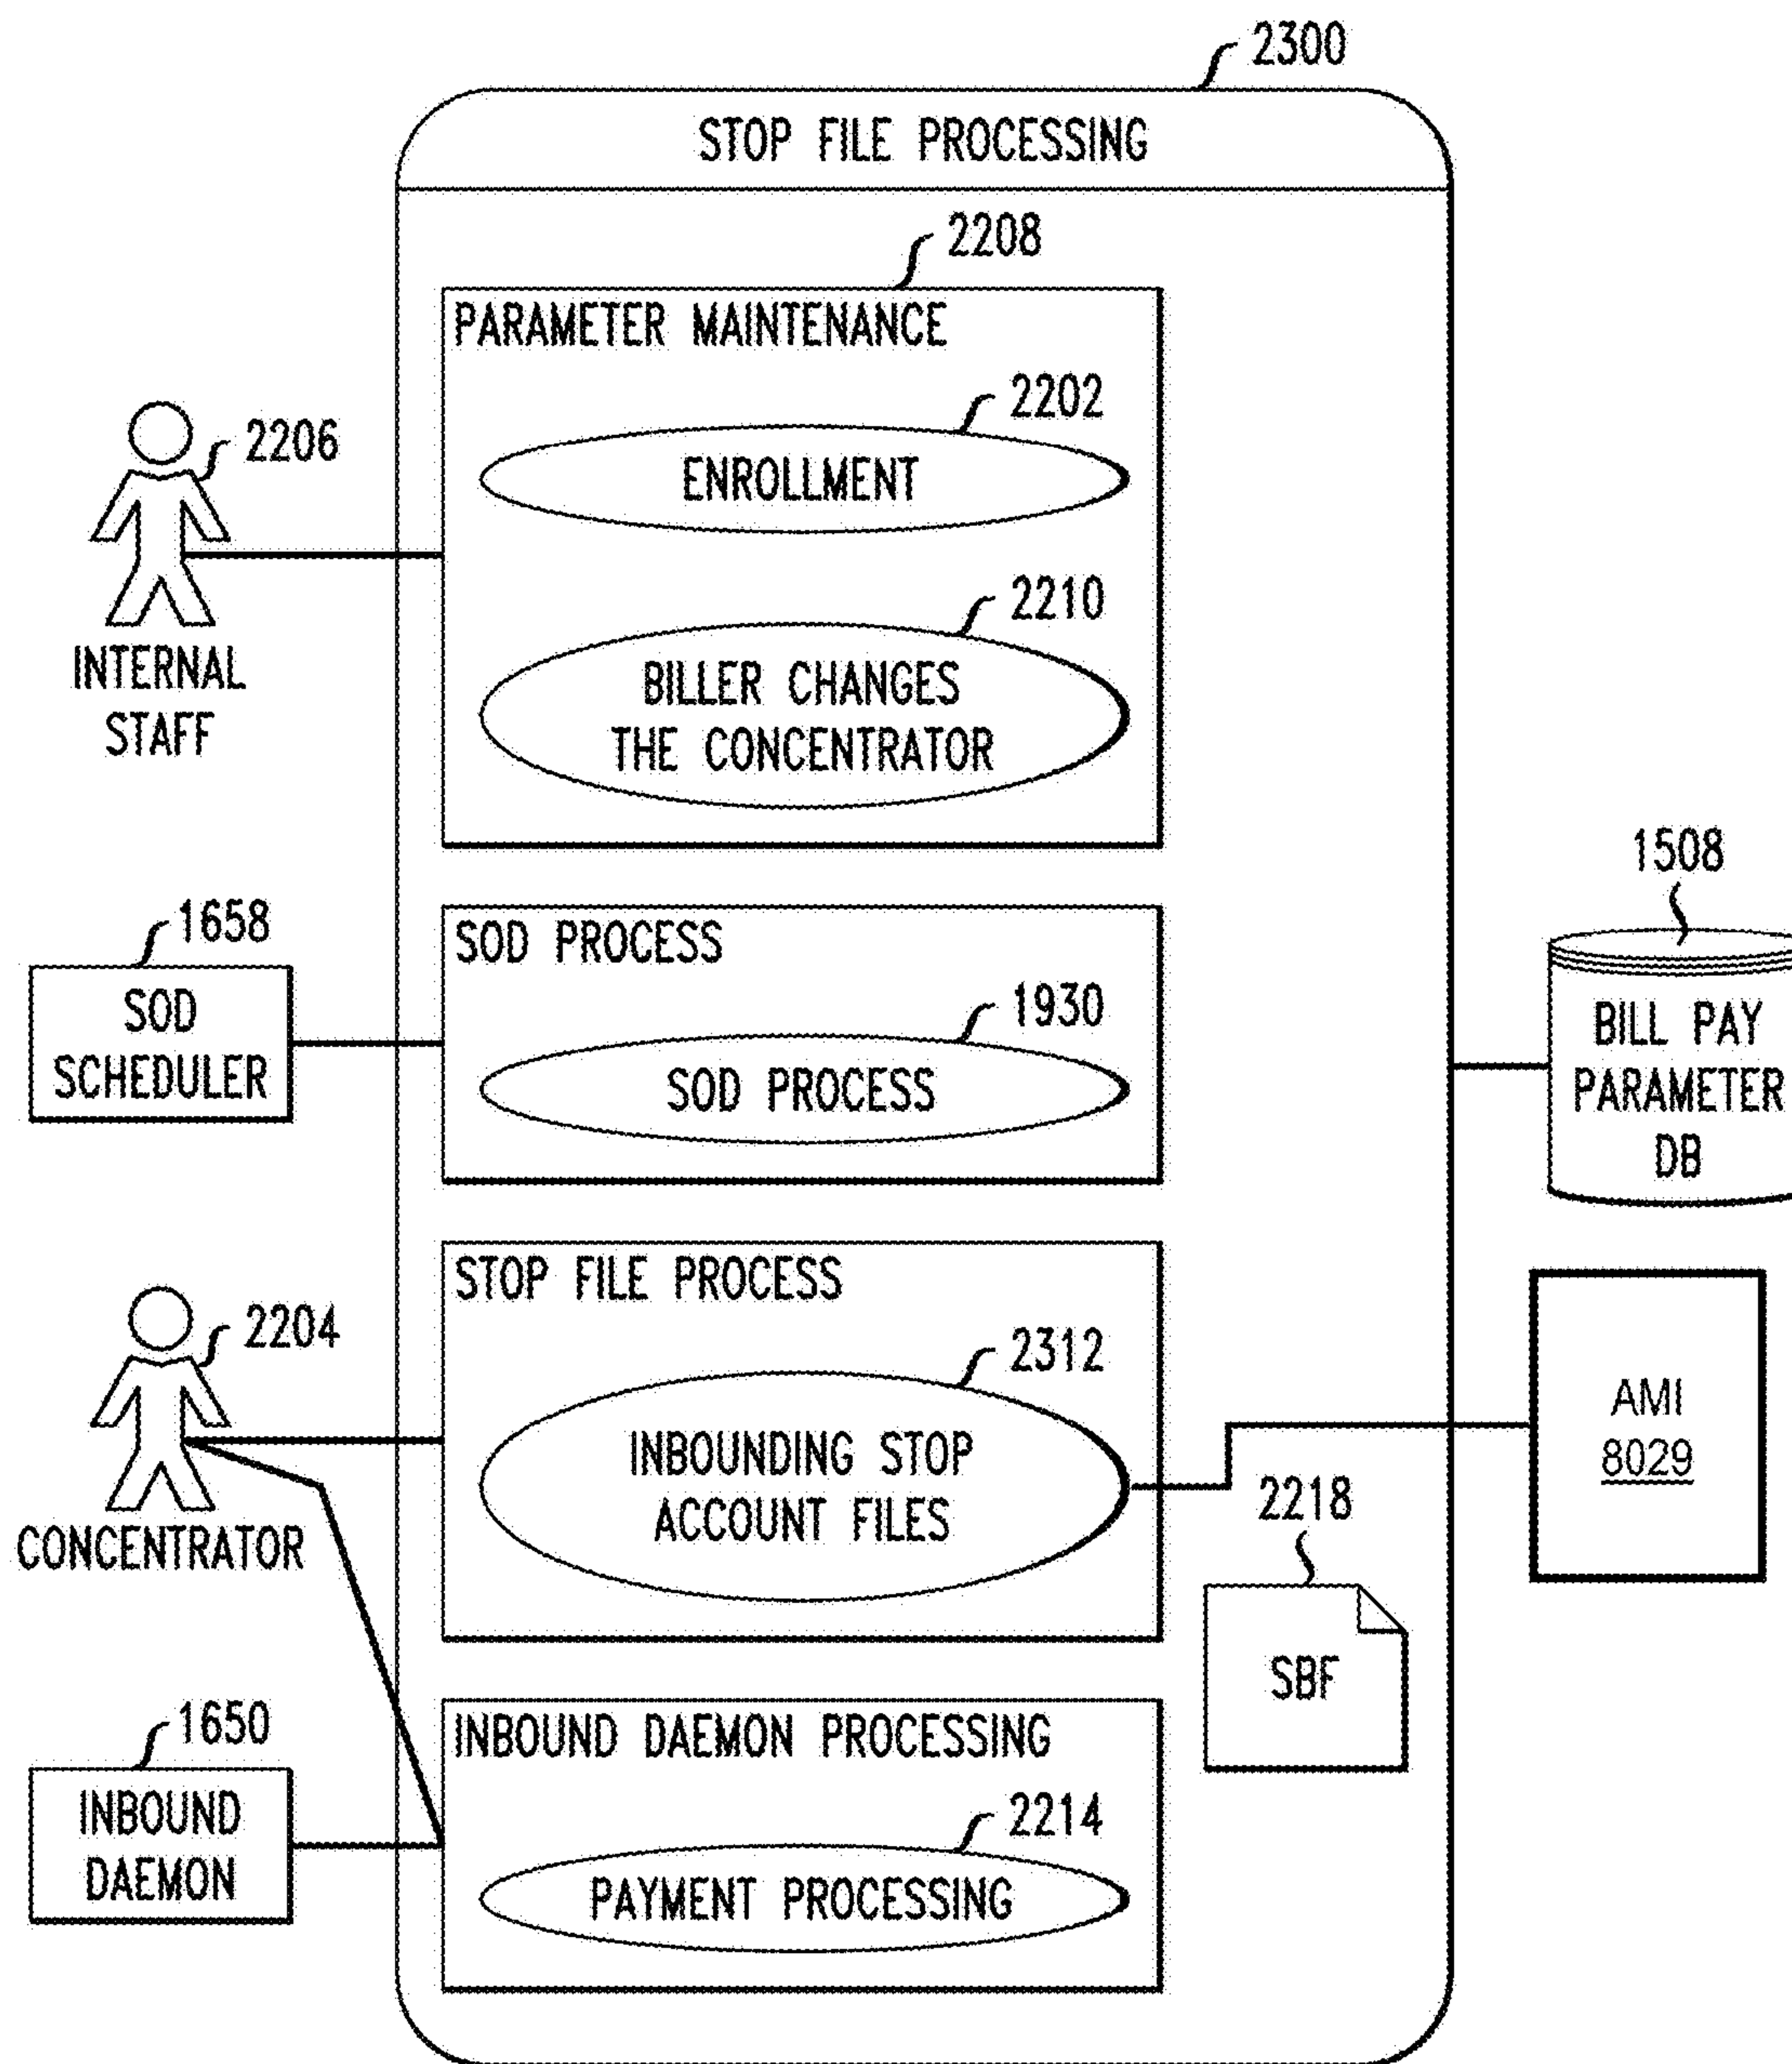 2300
STOP FILE PROCESSING
2208
PARAMETER MAINTENANCE
2202
ENROLLMENT
2206
INTERNAL
STAFF
2210
BILLER CHANGES
THE CONCENTRATOR
1508
BILL PAY
PARAMETER
DB
1658
SOD
SCHEDULER
SOD PROCESS
1930
SOD PROCESS
STOP FILE PROCESS
2204
CONCENTRATOR
2312
INBOUNDING STOP
ACCOUNT FILES
AMI
8029
2218
SBF
1650
INBOUND
DAEMON
INBOUND DAEMON PROCESSING
2214
PAYMENT PROCESSING